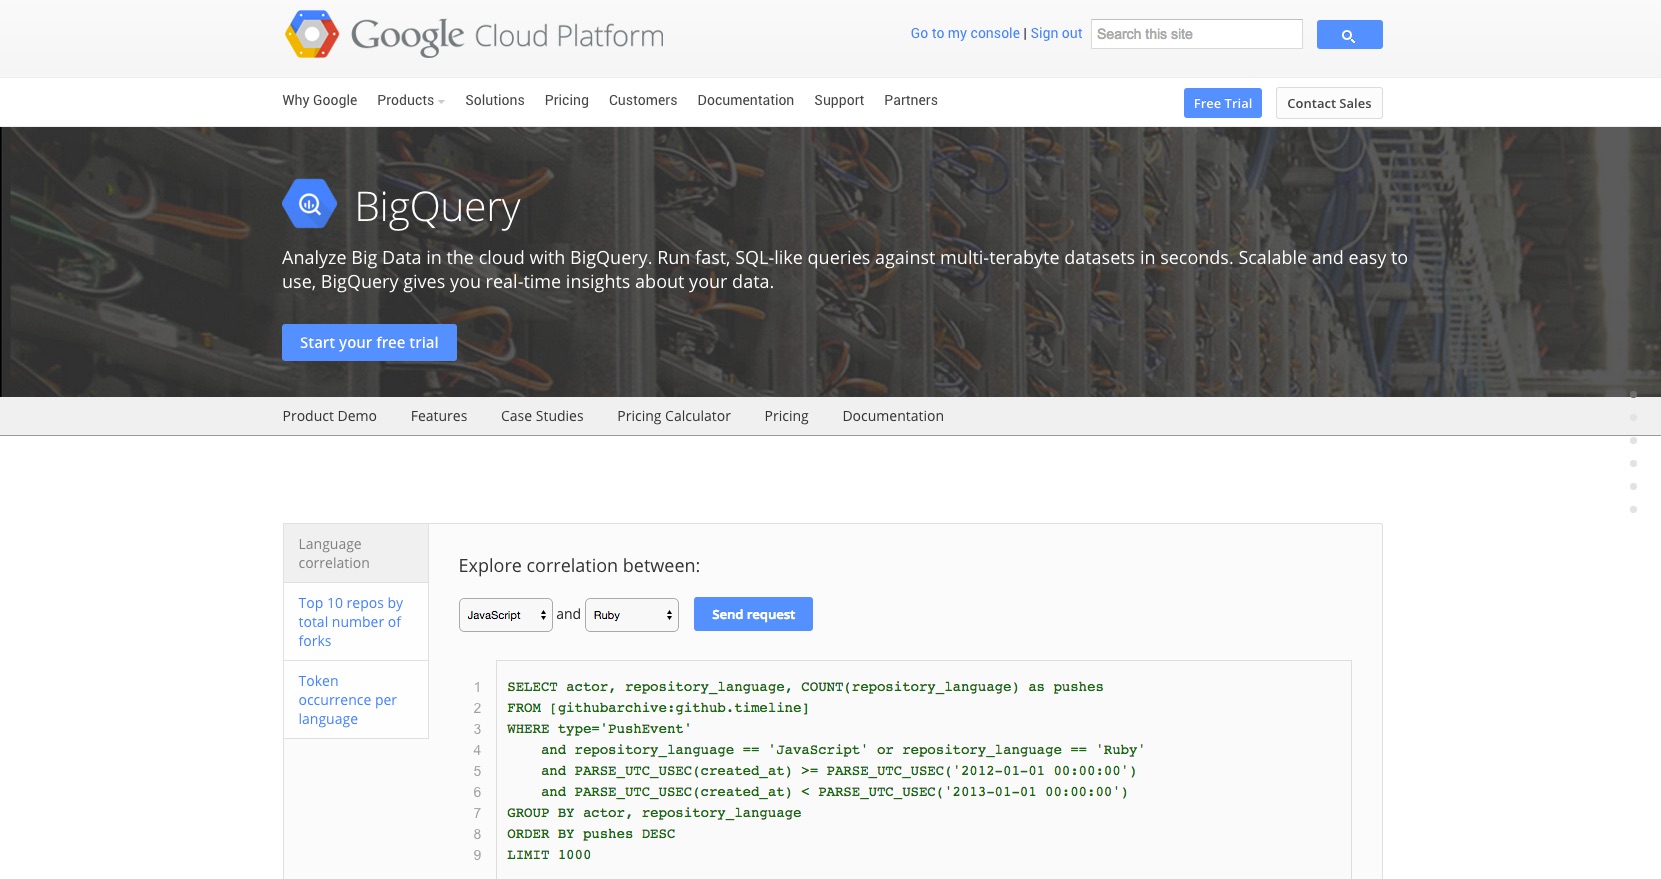 Google Cloud Platform
Go to my console | Sign out
Search this site
Why Google Products Solutions Pricing Customers Documentation Support Partners
Free Trial Contact Sales
BigQuery
Analyze Big Data in the cloud with BigQuery. Run fast, SQL-like queries against multi-terabyte datasets in seconds. Scalable and easy to
use, BigQuery gives you real-time insights about your data.
Start your free trial
Product Demo Features Case Studies Pricing Calculator Pricing Documentation
Language
correlation
Top 10 repos by
total number of
forks
Token
occurrence per
language
Explore correlation between:
JavaScript and Ruby Send request
1 SELECT actor, repository_language, COUNT(repository_language) as pushes
2 FROM [githubarchive:github.timeline]
3 WHERE type='PushEvent'
4 and repository_language == 'JavaScript' or repository_language == 'Ruby'
5 and PARSE_UTC_USEC(created_at) >= PARSE_UTC_USEC('2012-01-01 00:00:00')
6 and PARSE_UTC_USEC(created_at) < PARSE_UTC_USEC('2013-01-01 00:00:00')
7 GROUP BY actor, repository_language
8 ORDER BY pushes DESC
9 LIMIT 1000